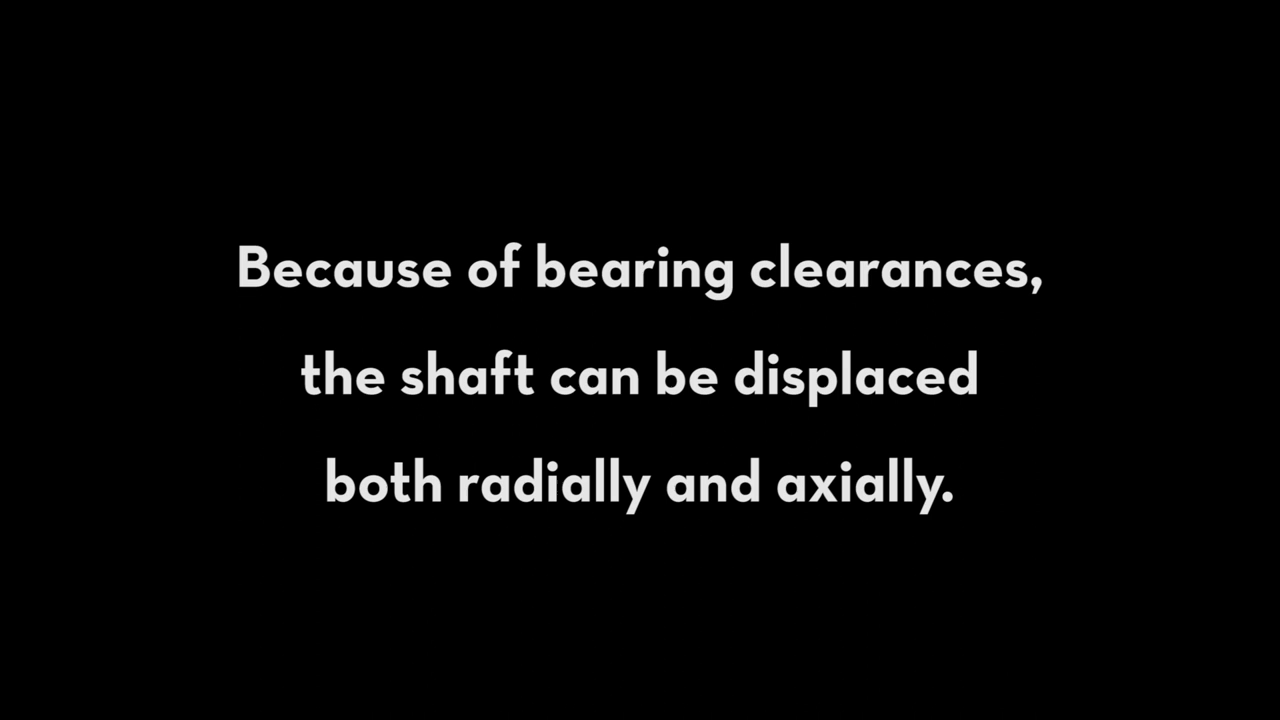 Because of bearing clearances,
the shaft can be displaced
both radially and axially.